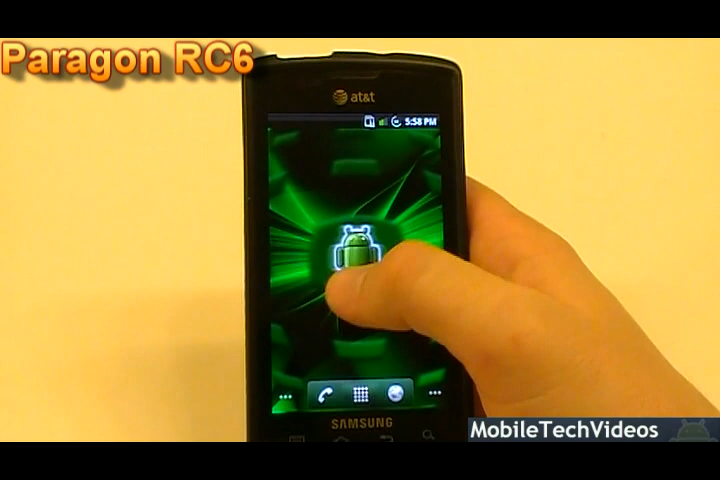 Paragon RC6
at&t
5:58 PM
SAMSUNG
MobileTechVideos